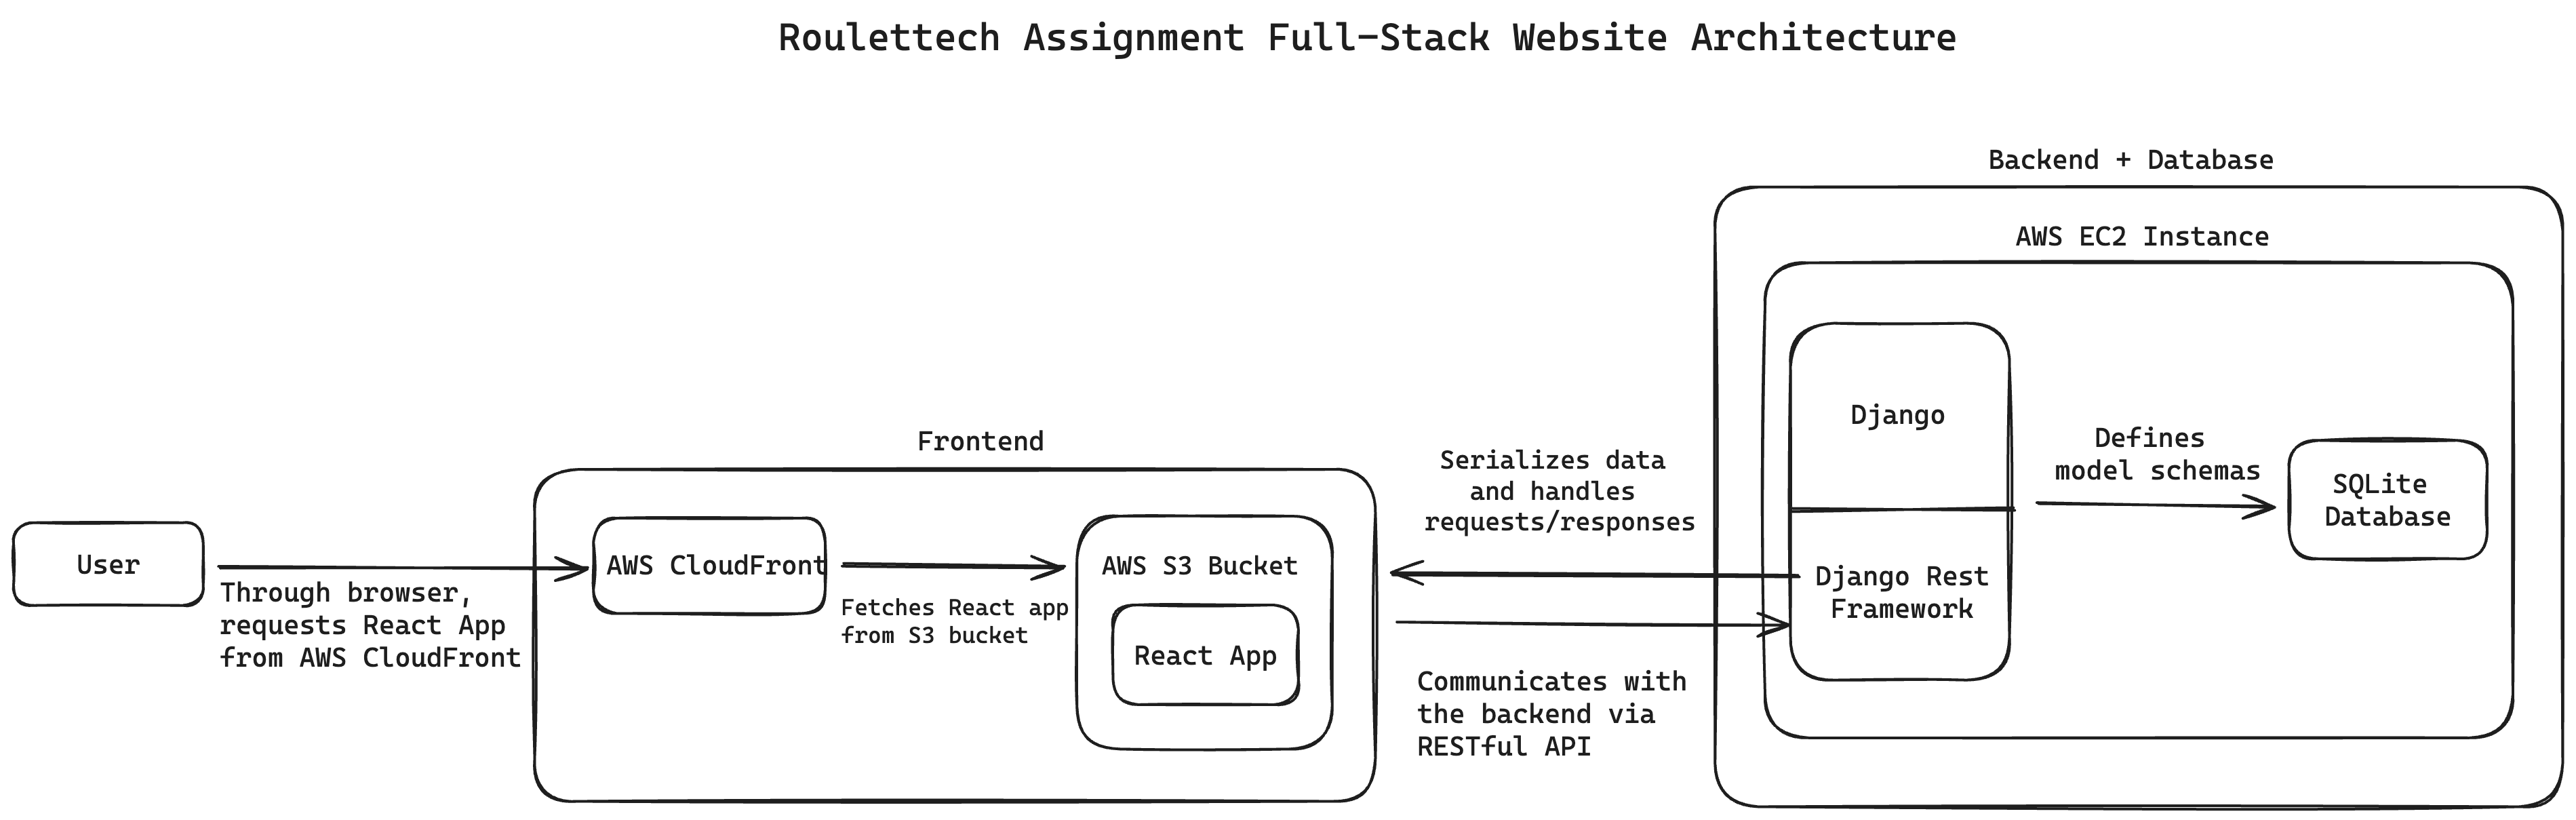 Roulettech Assignment Full-Stack Website Architecture
User
Through browser,
requests React App
from AWS CloudFront
Frontend
AWS CloudFront
Fetches React app
from S3 bucket
AWS S3 Bucket
React App
Serializes data
and handles
requests/responses
Communicates with
the backend via
RESTful API
Backend + Database
AWS EC2 Instance
Django
Django Rest
Framework
Defines
model schemas
SQLite
Database